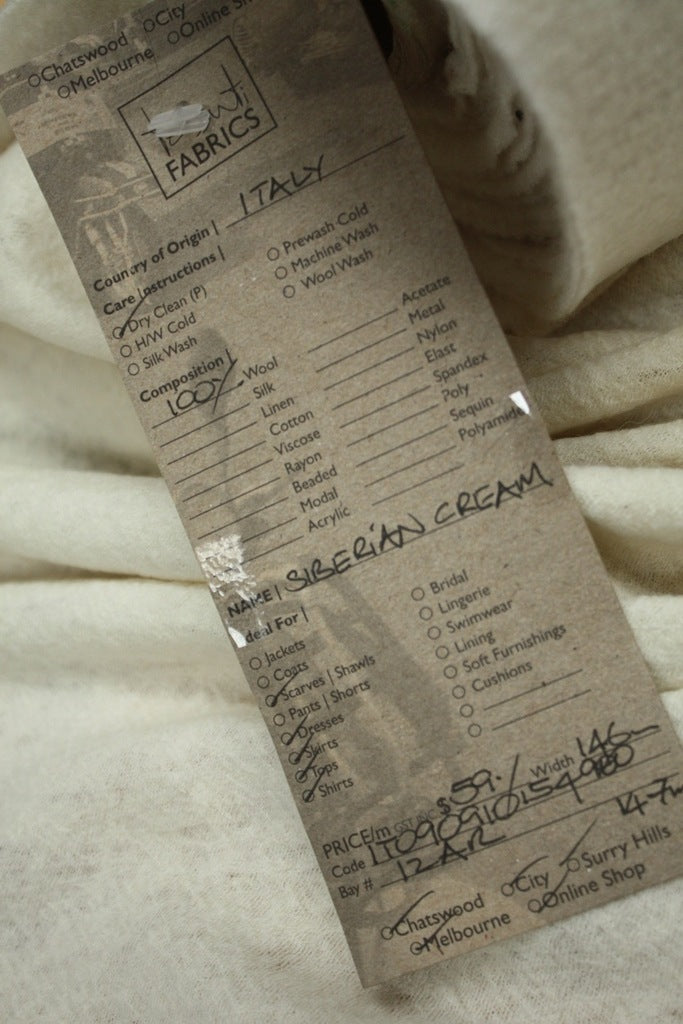 Chatswood City
Melbourne Online Sh
FABRICS
Country of Origin | ITALY
Care Instructions |
Dry Clean (P)
H/W Cold
Silk Wash
Prewash Cold
Machine Wash
Wool Wash
Composition |
100% Wool
Silk
Linen
Cotton
Viscose
Rayon
Beaded
Modal
Acrylic
Acetate
Metal
Nylon
Elast
Spandex
Poly
Sequin
Polyamide
NAME | SIBERIAN CREAM
deal For |
Jackets
Coats
Scarves | Shawls
Pants | Shorts
Dresses
Skirts
Tops
Shirts
Bridal
Lingerie
Swimwear
Lining
Soft Furnishings
Cushions
PRICE/m GST INC $59./ Width 146-
Code
Bay # 12AR
Chatswood City Surry Hills
Melbourne Online Shop